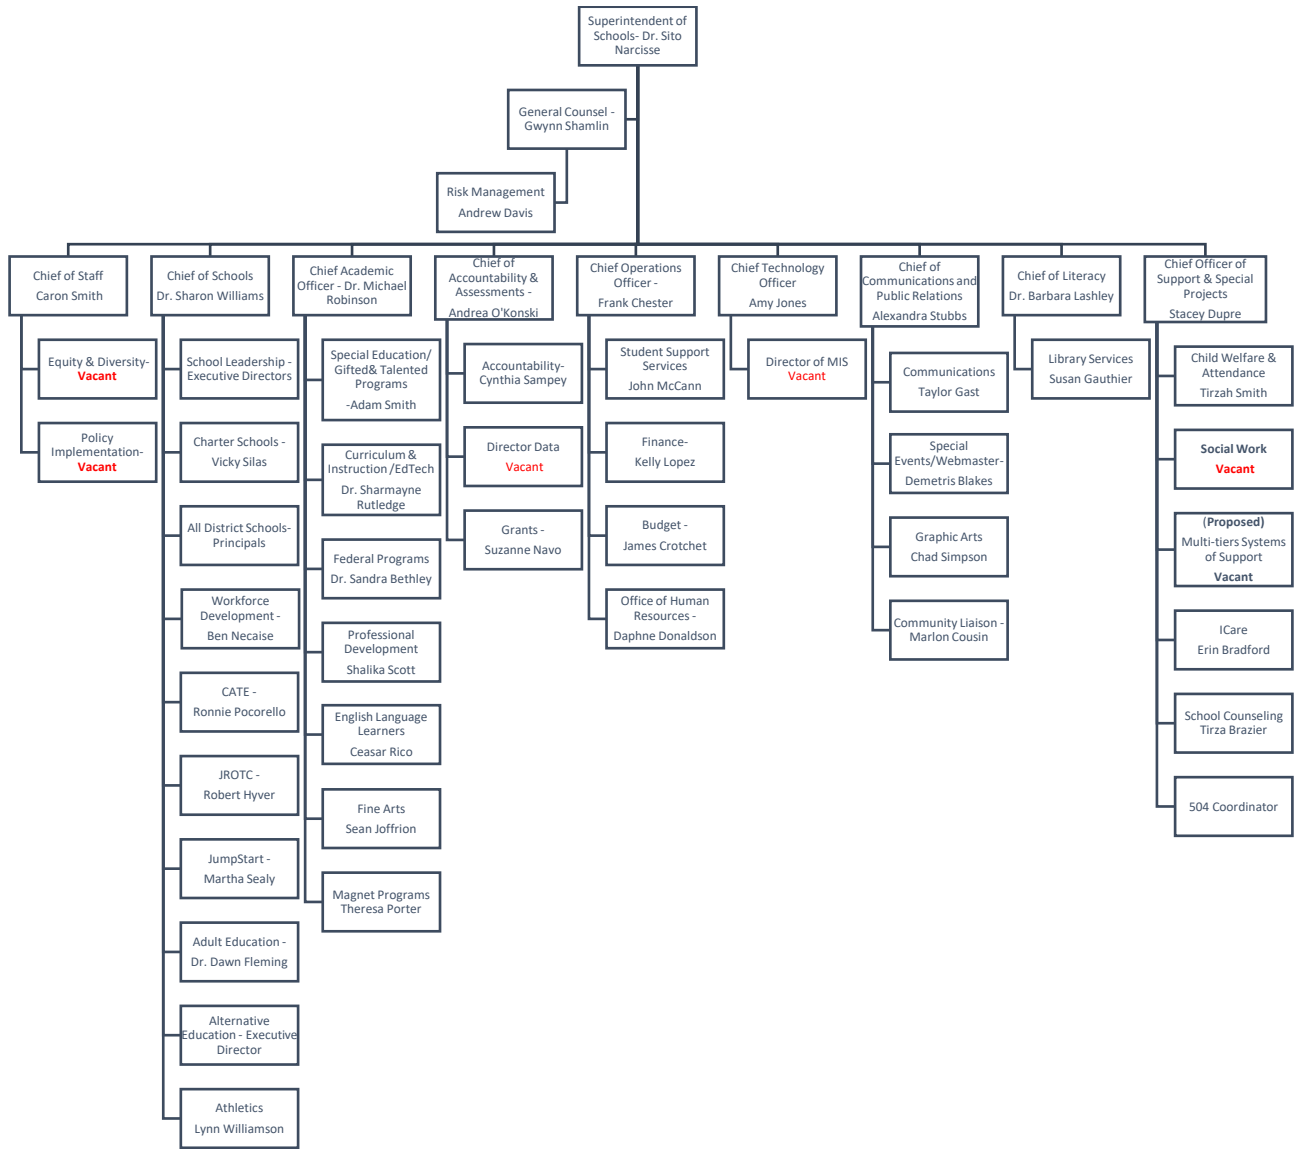 Superintendent of
Schools- Dr. Sito
Narcisse
General Counsel -
Gwynn Shamlin
Risk Management
Andrew Davis
Chief of Staff
Caron Smith
Equity & Diversity-
Vacant
Policy
Implementation-
Vacant
Chief of Schools
Dr. Sharon Williams
School Leadership -
Executive Directors
Charter Schools -
Vicky Silas
All District Schools-
Principals
Workforce
Development -
Ben Necaise
CATE -
Ronnie Pocorello
JROTC -
Robert Hyver
JumpStart -
Martha Sealy
Adult Education -
Dr. Dawn Fleming
Alternative
Education - Executive
Director
Athletics
Lynn Williamson
Chief Academic
Officer - Dr. Michael
Robinson
Special Education/
Gifted& Talented
Programs
-Adam Smith
Curriculum &
Instruction /EdTech
Dr. Sharmayne
Rutledge
Federal Programs
Dr. Sandra Bethley
Professional
Development
Shalika Scott
English Language
Learners
Ceasar Rico
Fine Arts
Sean Joffrion
Magnet Programs
Theresa Porter
Chief of
Accountability &
Assessments -
Andrea O'Konski
Accountability-
Cynthia Sampey
Director Data
Vacant
Grants -
Suzanne Navo
Chief Operations
Officer -
Frank Chester
Student Support
Services
John McCann
Finance-
Kelly Lopez
Budget -
James Crotchet
Office of Human
Resources -
Daphne Donaldson
Chief Technology
Officer
Amy Jones
Director of MIS
Vacant
Chief of
Communications and
Public Relations
Alexandra Stubbs
Communications
Taylor Gast
Special
Events/Webmaster-
Demetris Blakes
Graphic Arts
Chad Simpson
Community Liaison -
Marlon Cousin
Chief of Literacy
Dr. Barbara Lashley
Library Services
Susan Gauthier
Chief Officer of
Support & Special
Projects
Stacey Dupre
Child Welfare &
Attendance
Tirzah Smith
Social Work
Vacant
(Proposed)
Multi-tiers Systems
of Support
Vacant
ICare
Erin Bradford
School Counseling
Tirza Brazier
504 Coordinator